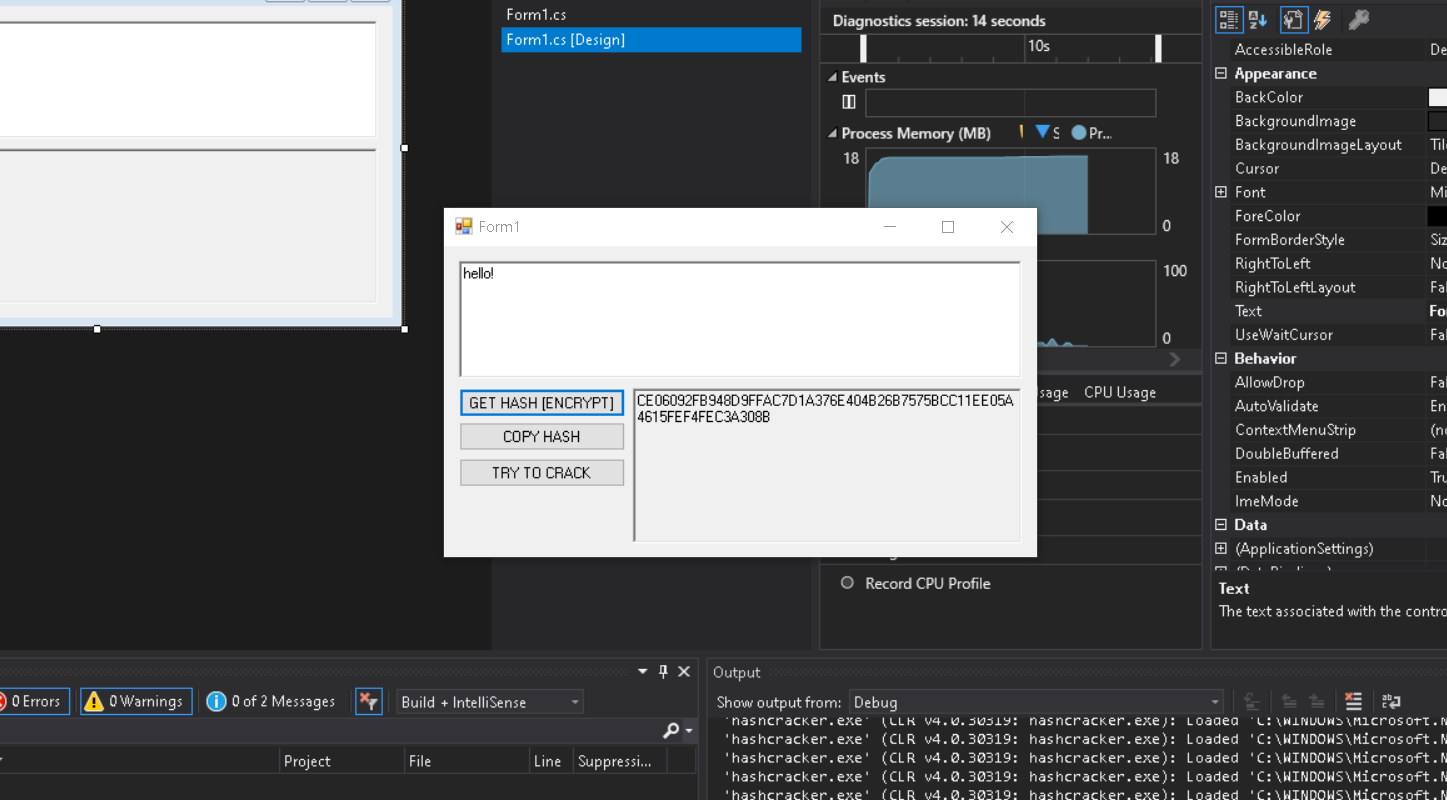 Form1.cs
Form1.cs [Design]
Diagnostics session: 14 seconds
10s
Events
Process Memory (MB)
S
Pr...
18
18
0
100
0
Usage
CPU Usage
Record CPU Profile
Form1
hello!
GET HASH [ENCRYPT]
COPY HASH
TRY TO CRACK
CE06092FB948D9FFAC7D1A376E404B26B7575BCC11EE05A
4615FEF4FEC3A308B
AccessibleRole De
Appearance
BackColor
BackgroundImage
BackgroundImageLayout Til
Cursor De
Font Mi
ForeColor
FormBorderStyle Siz
RightToLeft No
RightToLeftLayout Fal
Text Fo
UseWaitCursor Fal
Behavior
AllowDrop Fal
AutoValidate En
ContextMenuStrip (no
DoubleBuffered Fal
Enabled Tru
ImeMode No
Data
(ApplicationSettings)
Text
The text associated with the contro
0 Errors
0 Warnings
0 of 2 Messages
Build + IntelliSense
Project
File
Line
Suppressi...
Output
Show output from: Debug
'hashcracker.exe' (CLR v4.0.30319: hashcracker.exe): Loaded 'C:\WINDOWS\Microsoft.N
'hashcracker.exe' (CLR v4.0.30319: hashcracker.exe): Loaded 'C:\WINDOWS\Microsoft.N
'hashcracker.exe' (CLR v4.0.30319: hashcracker.exe): Loaded 'C:\WINDOWS\Microsoft.N
'hashcracker.exe' (CLR v4.0.30319: hashcracker.exe): Loaded 'C:\WINDOWS\Microsoft.N
'hashcracker.exe' (CLR v4.0.30319: hashcracker.exe): Loaded 'C:\WINDOWS\Microsoft.N